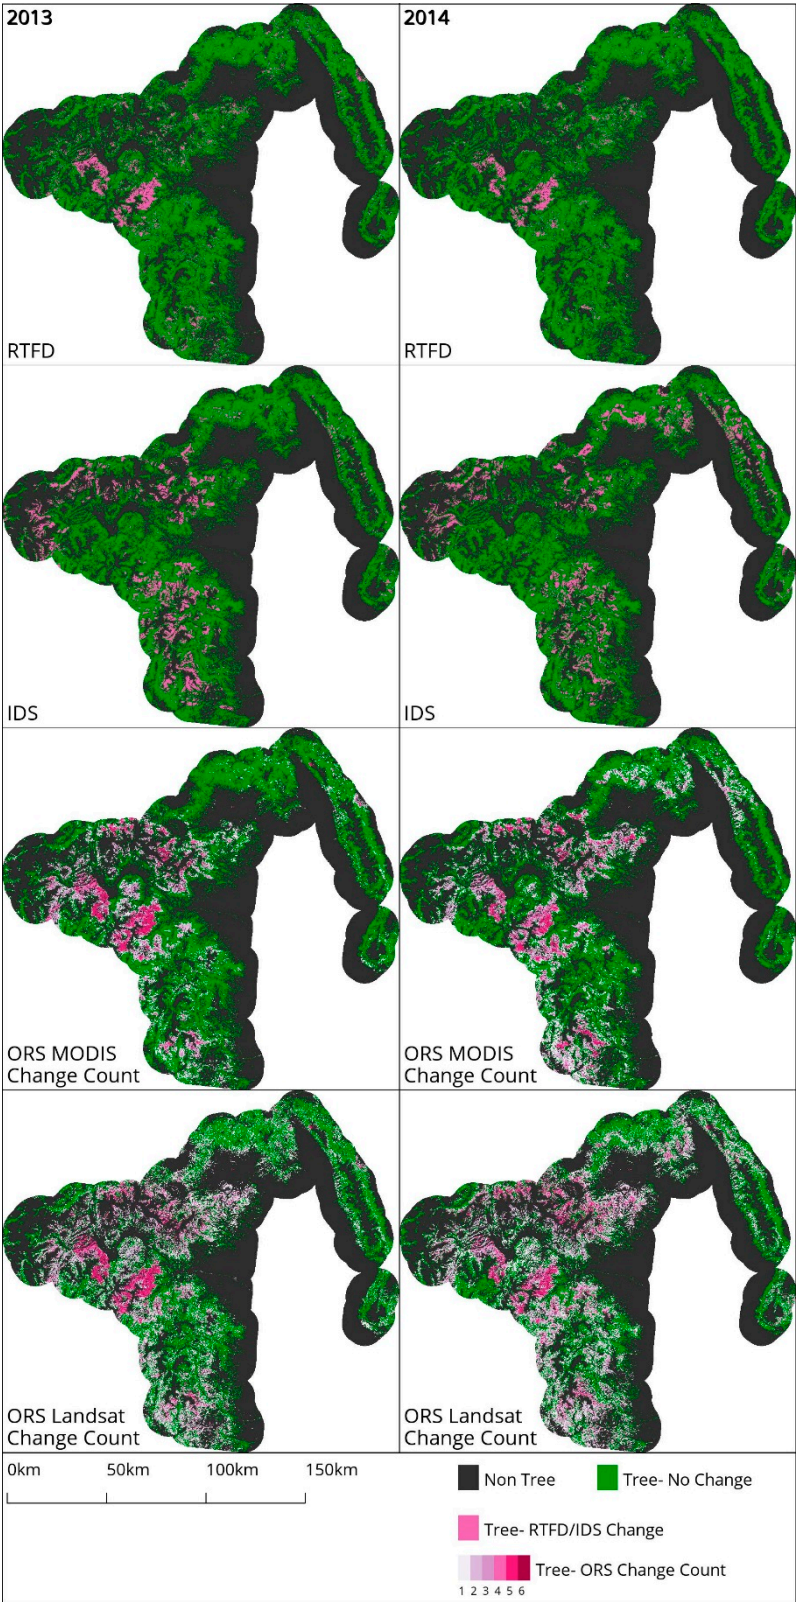 2013
2014
RTFD
RTFD
IDS
IDS
ORS MODIS
Change Count
ORS MODIS
Change Count
ORS Landsat
Change Count
ORS Landsat
Change Count
0km 50km 100km 150km
Non Tree
Tree- No Change
Tree- RTFD/IDS Change
Tree- ORS Change Count
1 2 3 4 5 6